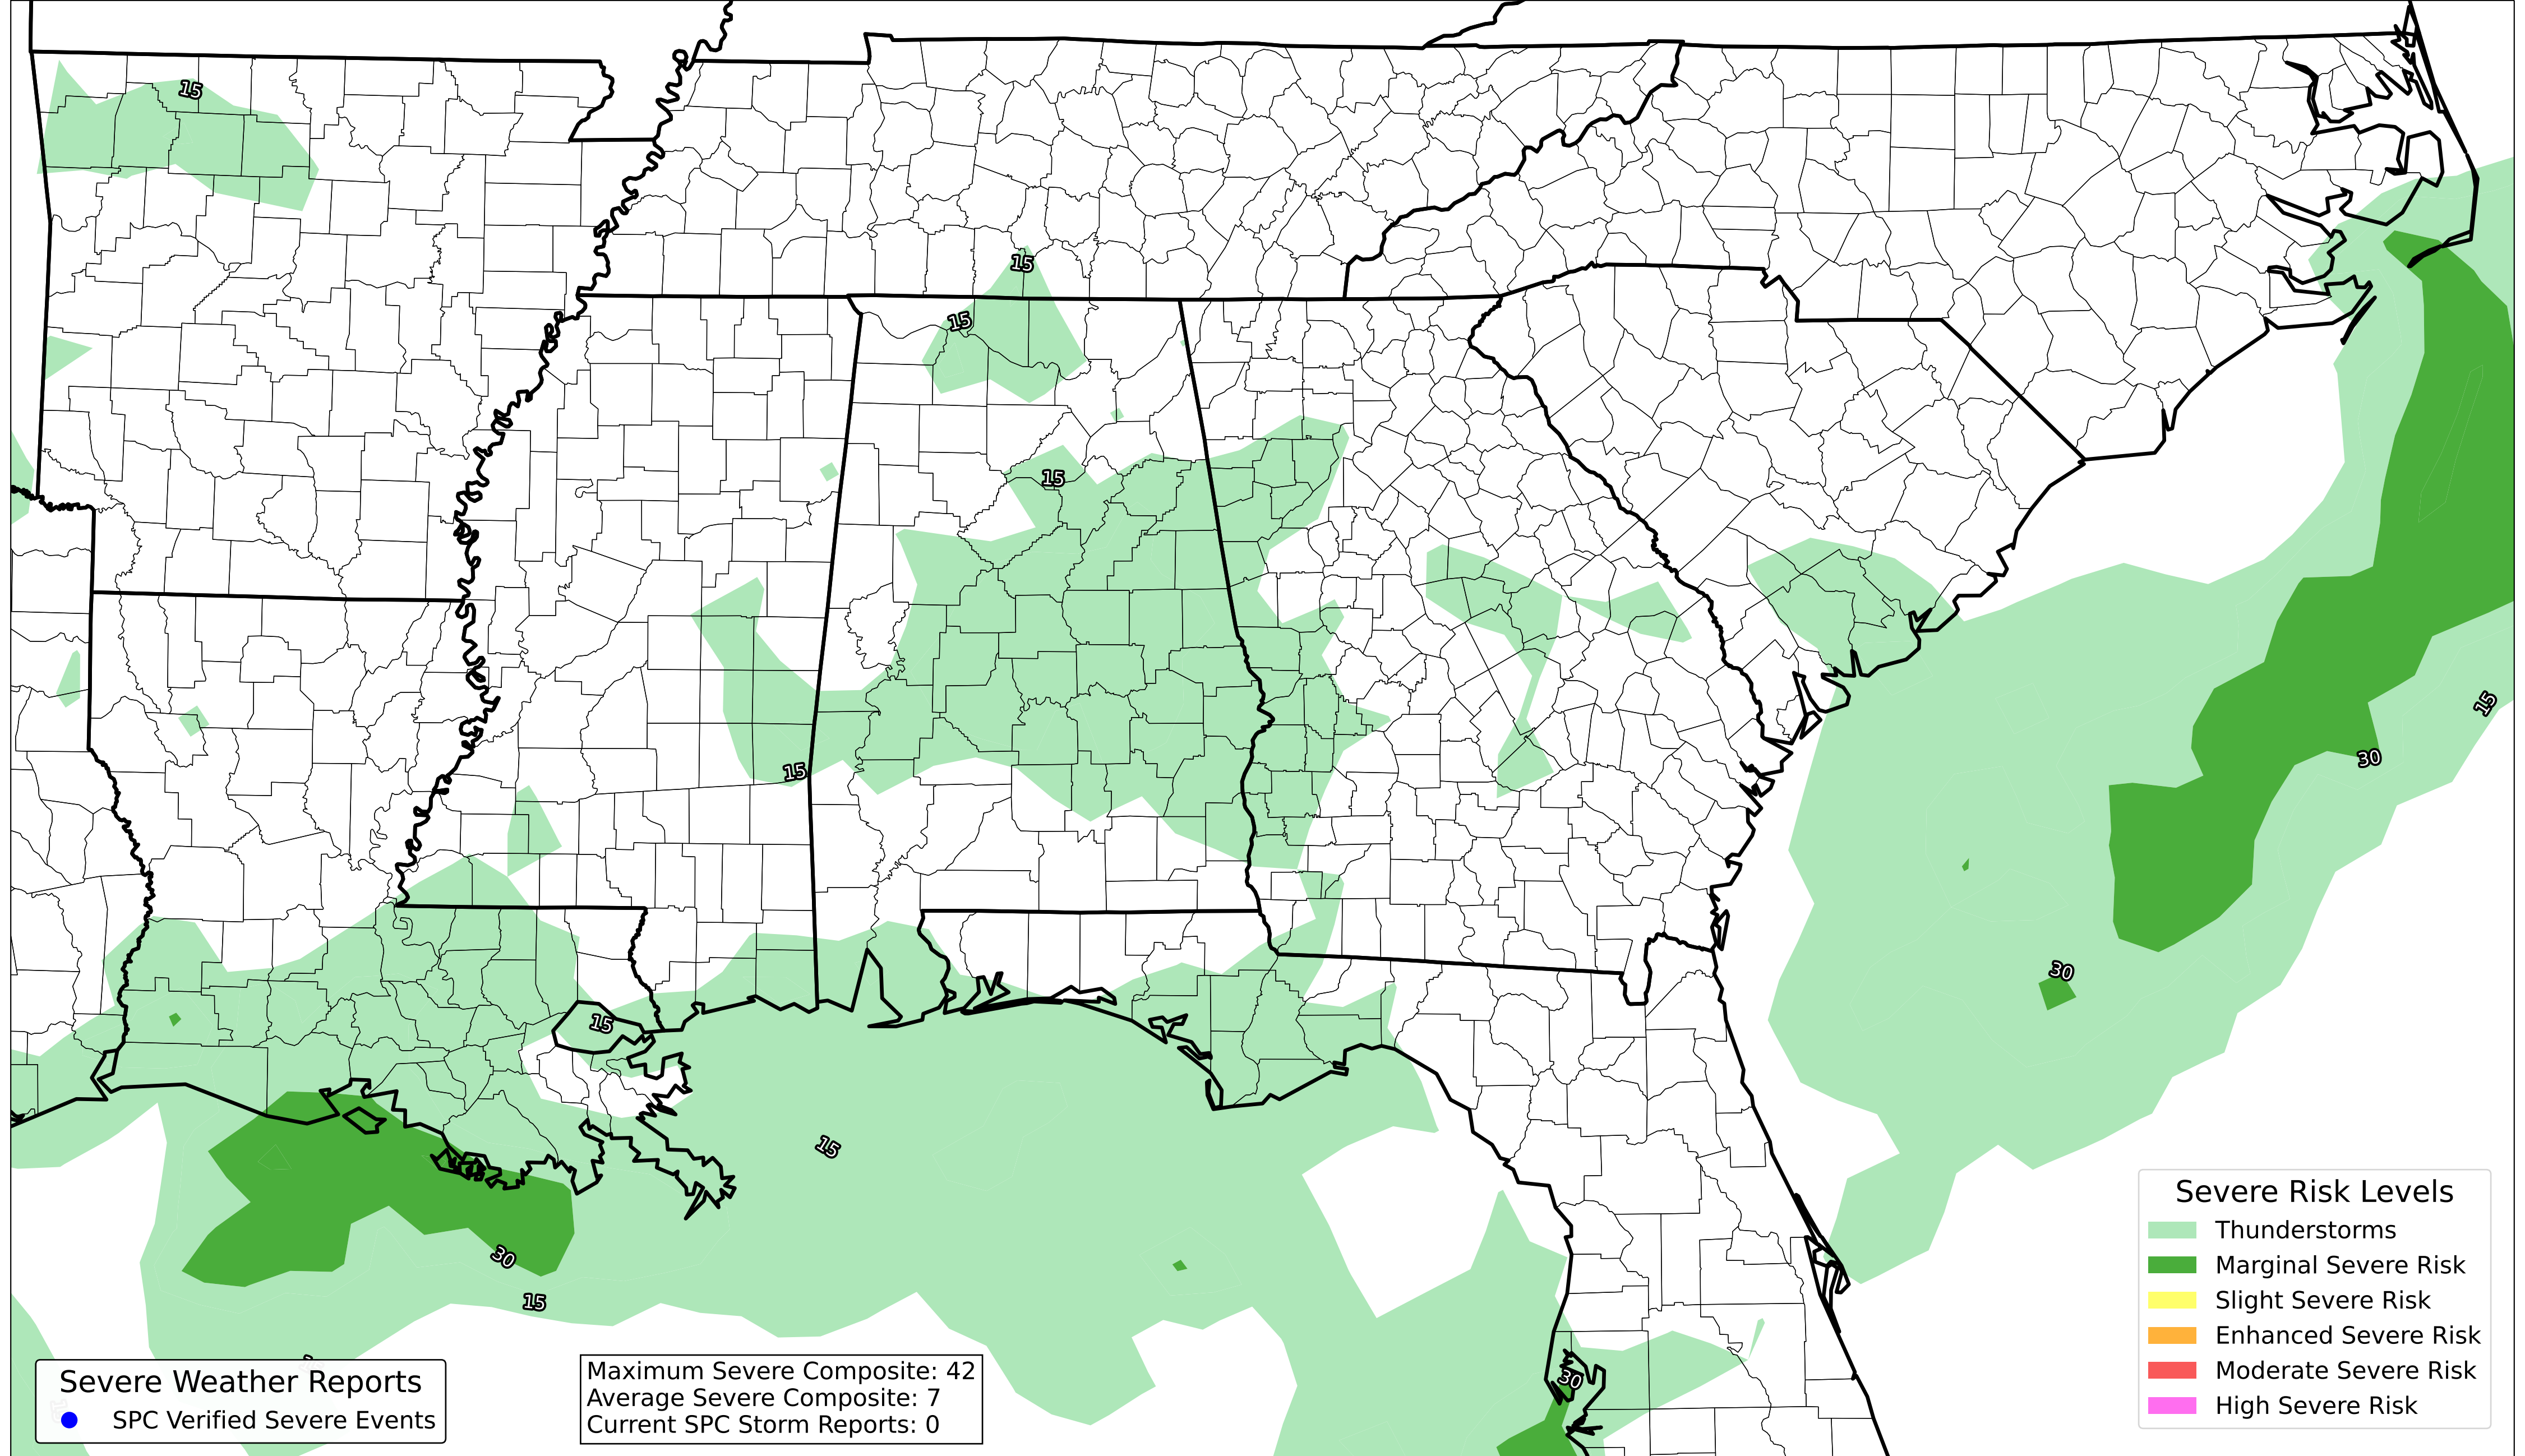 15
15
15
15
15
15
30
30
15
15
30
15
30
Severe Risk Levels
Thunderstorms
Marginal Severe Risk
Slight Severe Risk
Enhanced Severe Risk
Moderate Severe Risk
High Severe Risk
Severe Weather Reports
SPC Verified Severe Events
Maximum Severe Composite: 42
Average Severe Composite: 7
Current SPC Storm Reports: 0